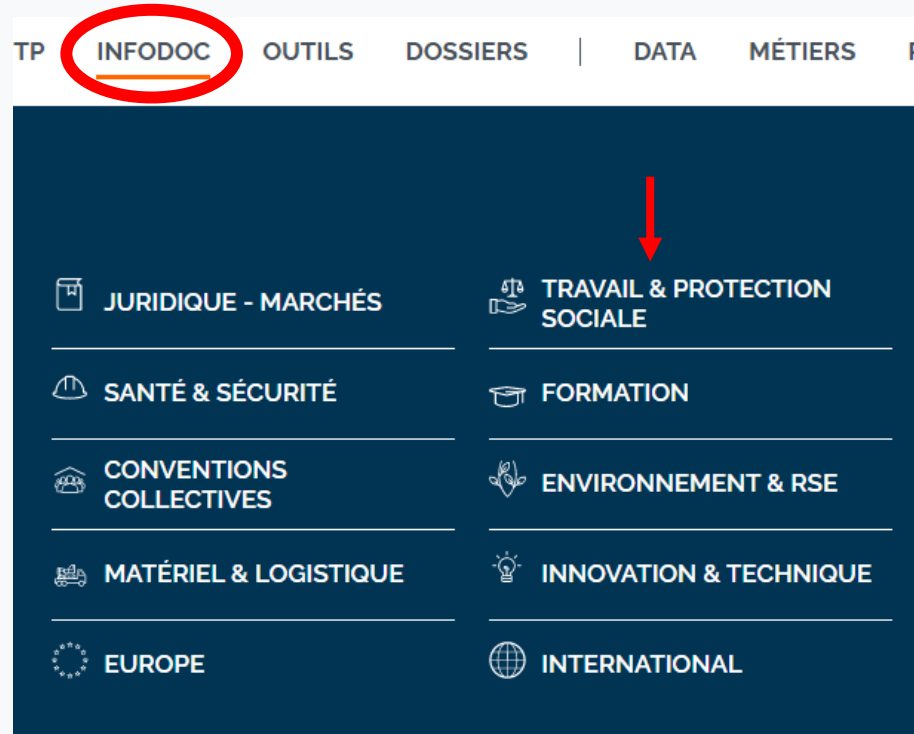 TP INFODOC OUTILS DOSSIERS | DATA MÉTIERS
JURIDIQUE - MARCHÉS
TRAVAIL & PROTECTION
SOCIALE
SANTÉ & SÉCURITÉ
FORMATION
CONVENTIONS
COLLECTIVES
ENVIRONNEMENT & RSE
MATÉRIEL & LOGISTIQUE
INNOVATION & TECHNIQUE
EUROPE
INTERNATIONAL